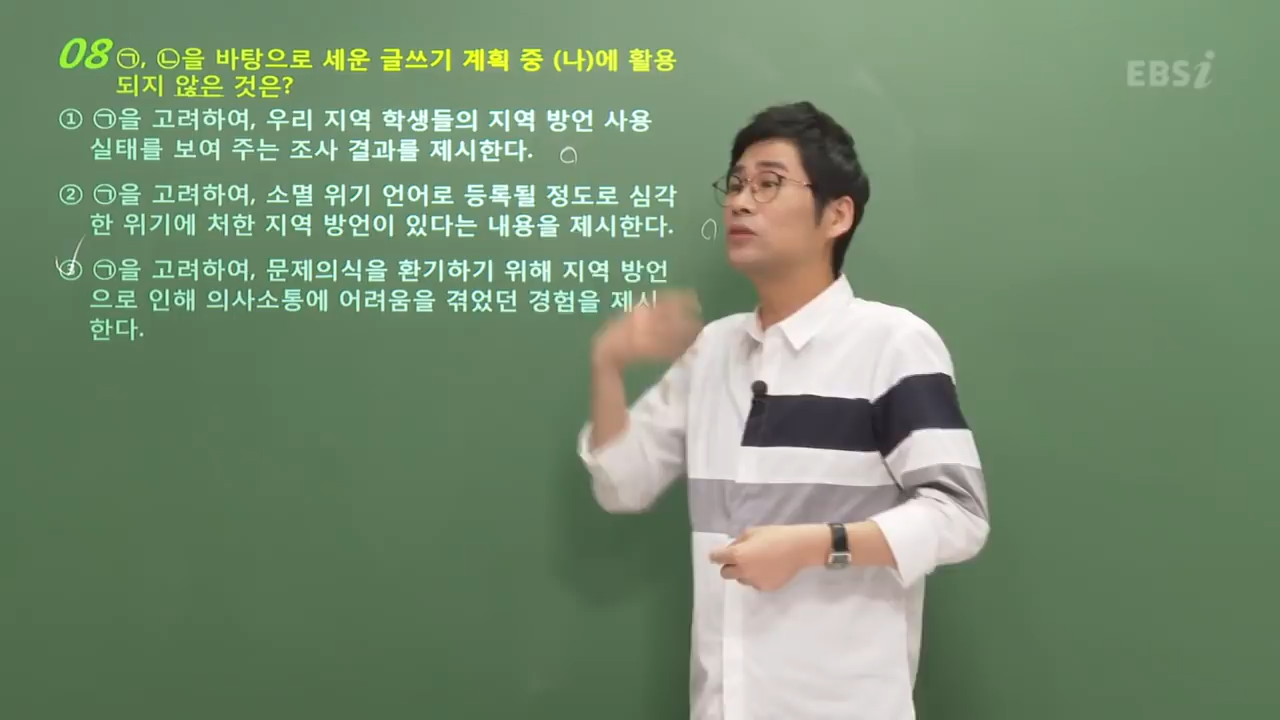 08 ㉠, ㉡을 바탕으로 세운 글쓰기 계획 중 (나)에 활용
되지 않은 것은?
① ㉠을 고려하여, 우리 지역 학생들의 지역 방언 사용
실태를 보여 주는 조사 결과를 제시한다.
② ㉠을 고려하여, 소멸 위기 언어로 등록될 정도로 심각
한 위기에 처한 지역 방언이 있다는 내용을 제시한다.
③ ㉠을 고려하여, 문제의식을 환기하기 위해 지역 방언
으로 인해 의사소통에 어려움을 겪었던 경험을 제시
한다.
EBSi